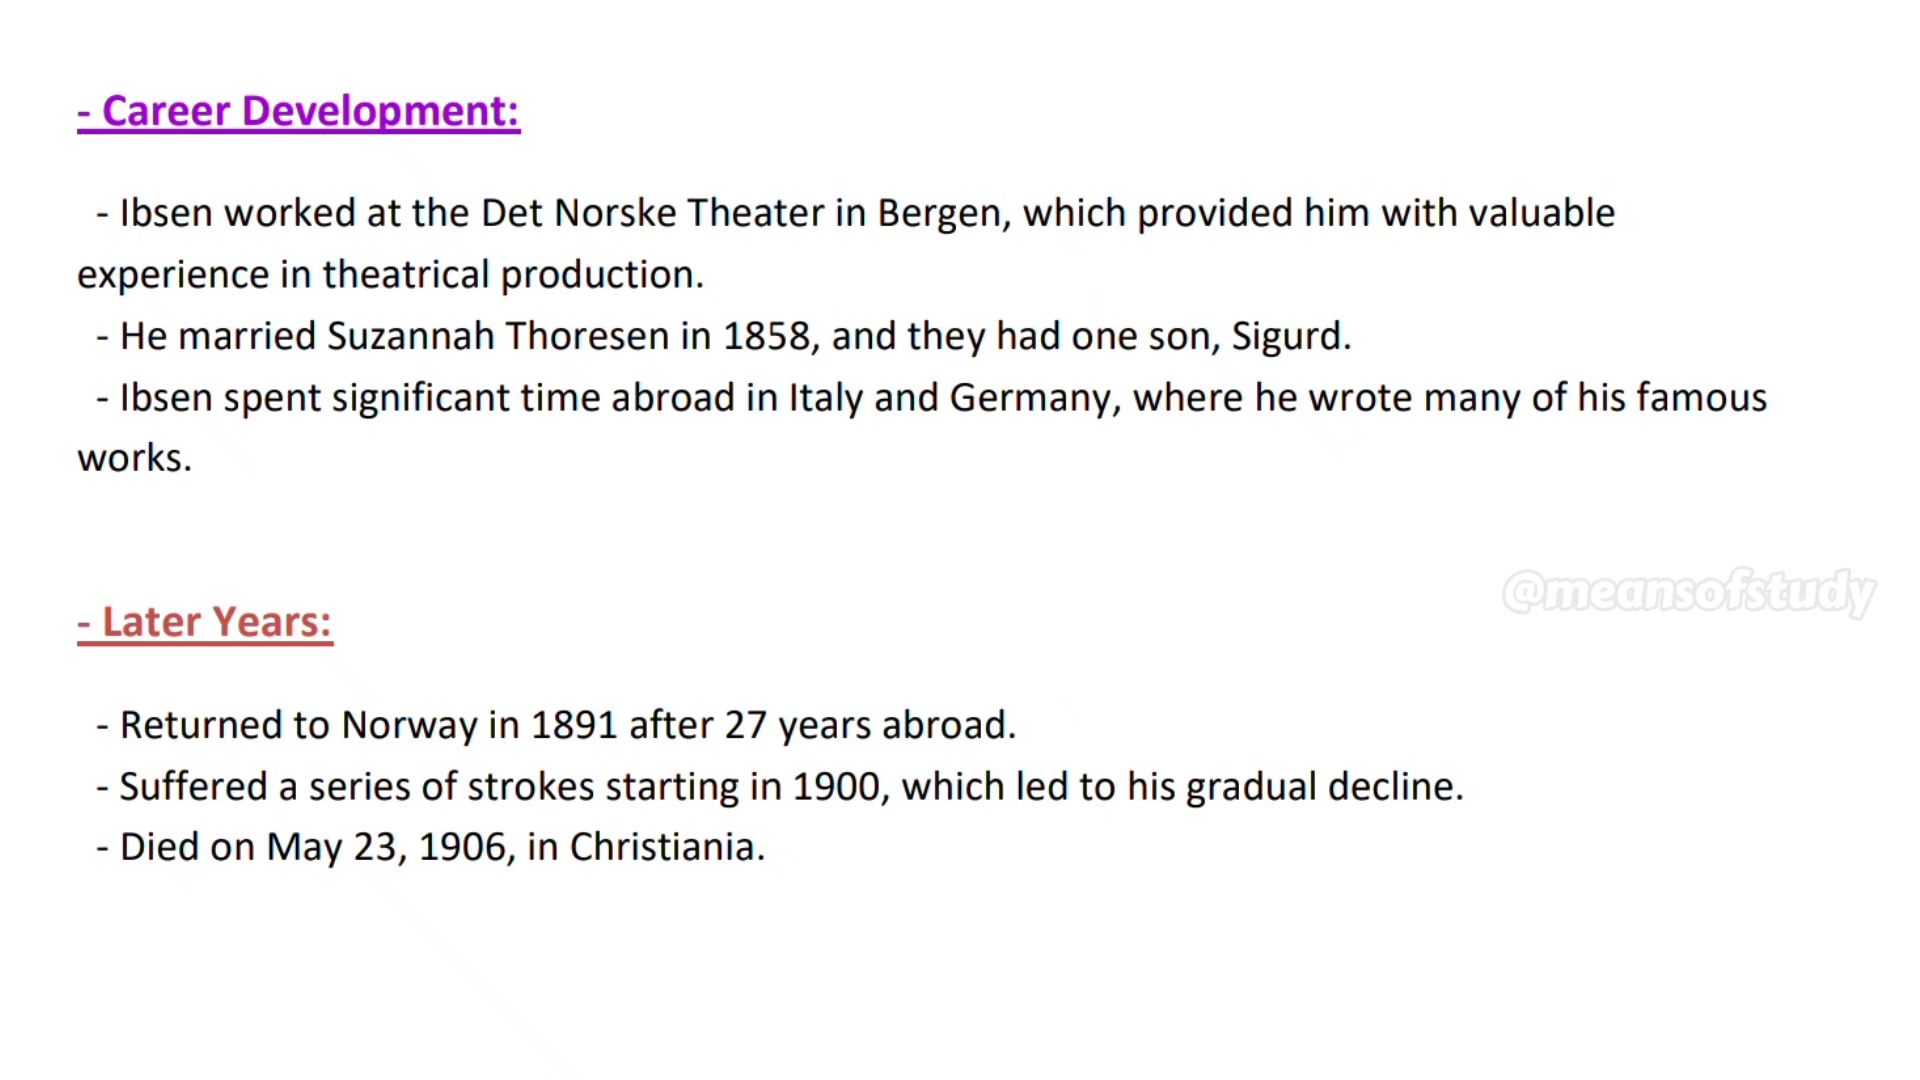 - Career Development:
- Ibsen worked at the Det Norske Theater in Bergen, which provided him with valuable
experience in theatrical production.
- He married Suzannah Thoresen in 1858, and they had one son, Sigurd.
- Ibsen spent significant time abroad in Italy and Germany, where he wrote many of his famous
works.
@meansofstudy
- Later Years:
- Returned to Norway in 1891 after 27 years abroad.
- Suffered a series of strokes starting in 1900, which led to his gradual decline.
- Died on May 23, 1906, in Christiania.